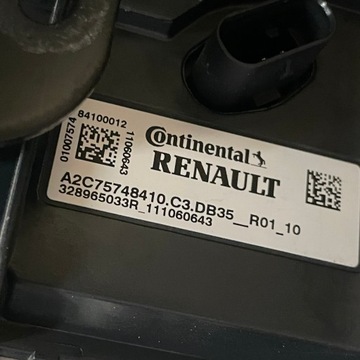 84100012
01007574
11060643
Continental
RENAULT
A2C75748410.C3.DB35__R01_10
328965033R_111060643